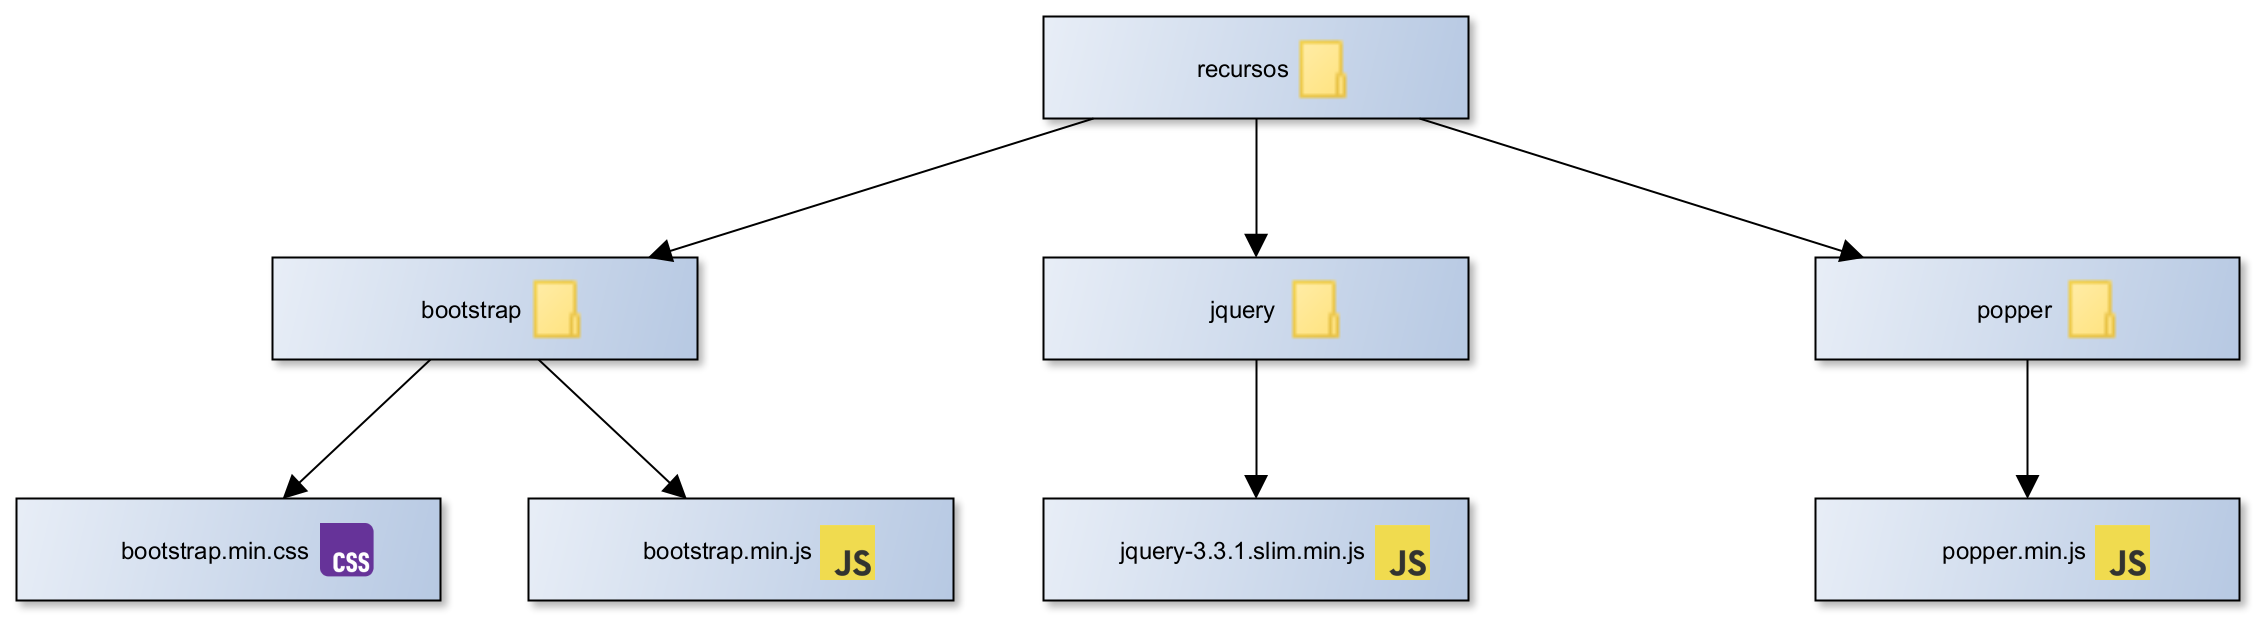 recursos
bootstrap
jquery
popper
bootstrap.min.css
CSS
bootstrap.min.js
JS
jquery-3.3.1.slim.min.js
JS
popper.min.js
JS